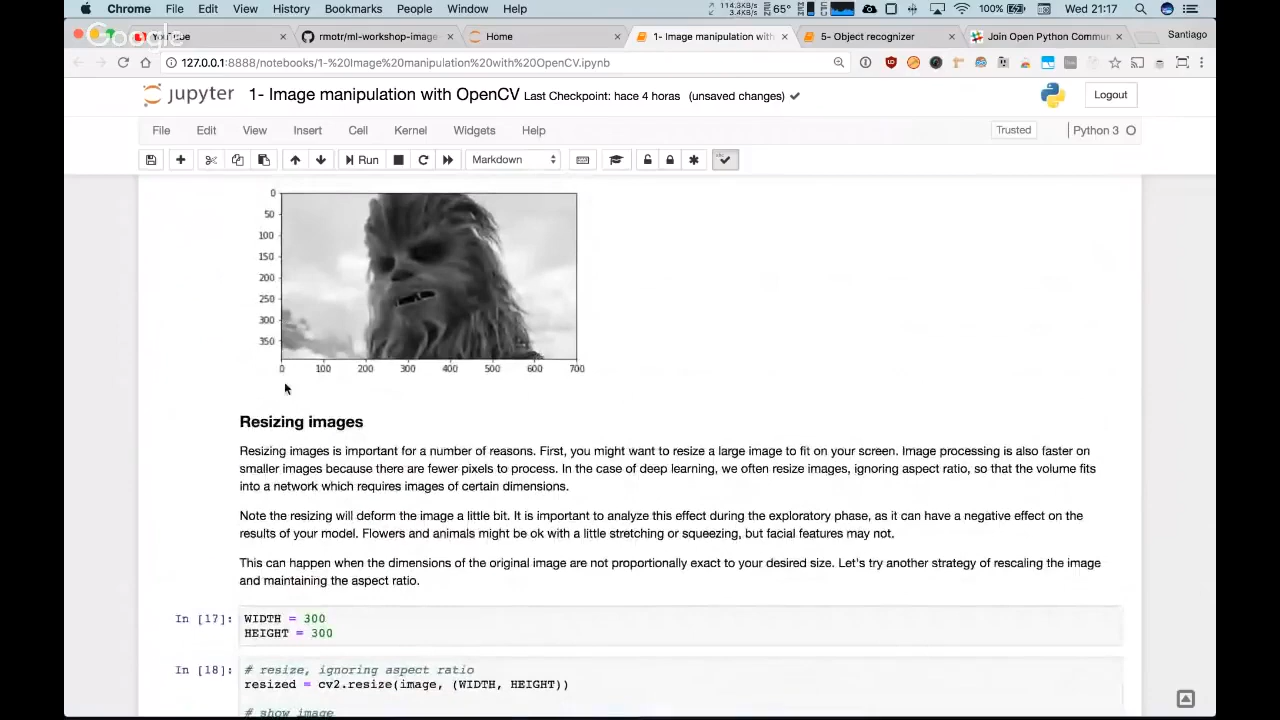 Chrome File Edit View History Bookmarks People Window Help 114.3KB/s 3.4KB/s 65° 100% Wed 21:17
Google
YouTube rmotr/ml-workshop-image- Home 1- Image manipulation with 5- Object recognizer Join Open Python Commun Santiago
127.0.0.1:8888/notebooks/1-%20Image%20manipulation%20with%20OpenCV.ipynb
jupyter 1- Image manipulation with OpenCV Last Checkpoint: hace 4 horas (unsaved changes) Logout
File Edit View Insert Cell Kernel Widgets Help Trusted Python 3
Run Markdown
0
50
100
150
200
250
300
350
0 100 200 300 400 500 600 700
Resizing images
Resizing images is important for a number of reasons. First, you might want to resize a large image to fit on your screen. Image processing is also faster on
smaller images because there are fewer pixels to process. In the case of deep learning, we often resize images, ignoring aspect ratio, so that the volume fits
into a network which requires images of certain dimensions.
Note the resizing will deform the image a little bit. It is important to analyze this effect during the exploratory phase, as it can have a negative effect on the
results of your model. Flowers and animals might be ok with a little stretching or squeezing, but facial features may not.
This can happen when the dimensions of the original image are not proportionally exact to your desired size. Let's try another strategy of rescaling the image
and maintaining the aspect ratio.
In [17]: WIDTH = 300
HEIGHT = 300
In [18]: # resize, ignoring aspect ratio
resized = cv2.resize(image, (WIDTH, HEIGHT))
# show image